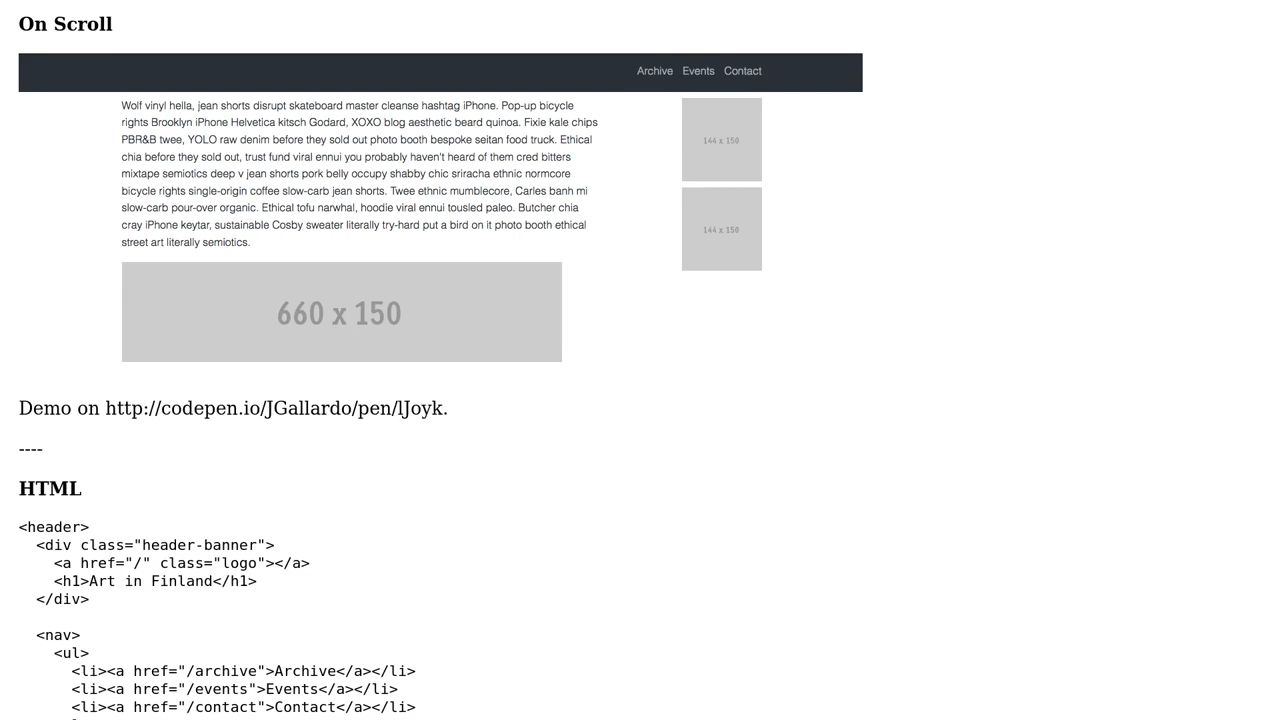 On Scroll
Archive Events Contact
Wolf vinyl hella, jean shorts disrupt skateboard master cleanse hashtag iPhone. Pop-up bicycle
rights Brooklyn iPhone Helvetica kitsch Godard, XOXO blog aesthetic beard quinoa. Fixie kale chips
PBR&B twee, YOLO raw denim before they sold out photo booth bespoke seitan food truck. Ethical
chia before they sold out, trust fund viral ennui you probably haven't heard of them cred bitters
mixtape semiotics deep v jean shorts pork belly occupy shabby chic sriracha ethnic normcore
bicycle rights single-origin coffee slow-carb jean shorts. Twee ethnic mumblecore, Carles banh mi
slow-carb pour-over organic. Ethical tofu narwhal, hoodie viral ennui tousled paleo. Butcher chia
cray iPhone keytar, sustainable Cosby sweater literally try-hard put a bird on it photo booth ethical
street art literally semiotics.
144 x 150
144 x 150
660 x 150
Demo on http://codepen.io/JGallardo/pen/lJoyk.
----
HTML
<header>
  <div class="header-banner">
    <a href="/" class="logo"></a>
    <h1>Art in Finland</h1>
  </div>
  <nav>
    <ul>
      <li><a href="/archive">Archive</a></li>
      <li><a href="/events">Events</a></li>
      <li><a href="/contact">Contact</a></li>